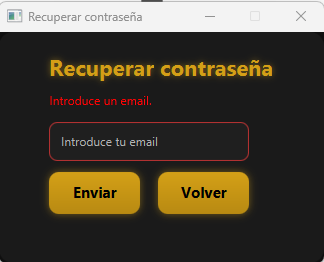 Recuperar contraseña
Recuperar contraseña
Introduce un email.
Introduce tu email
Enviar
Volver